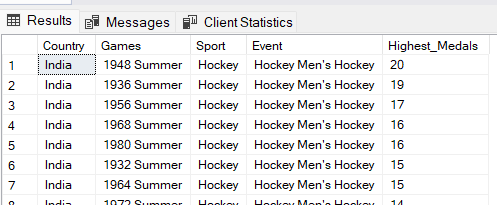 Results Messages Client Statistics
Country Games Sport Event Highest_Medals
1 India 1948 Summer Hockey Hockey Men's Hockey 20
2 India 1936 Summer Hockey Hockey Men's Hockey 19
3 India 1956 Summer Hockey Hockey Men's Hockey 17
4 India 1968 Summer Hockey Hockey Men's Hockey 16
5 India 1980 Summer Hockey Hockey Men's Hockey 16
6 India 1932 Summer Hockey Hockey Men's Hockey 15
7 India 1964 Summer Hockey Hockey Men's Hockey 15
8 India 1972 Summer Hockey Hockey Men's Hockey 14